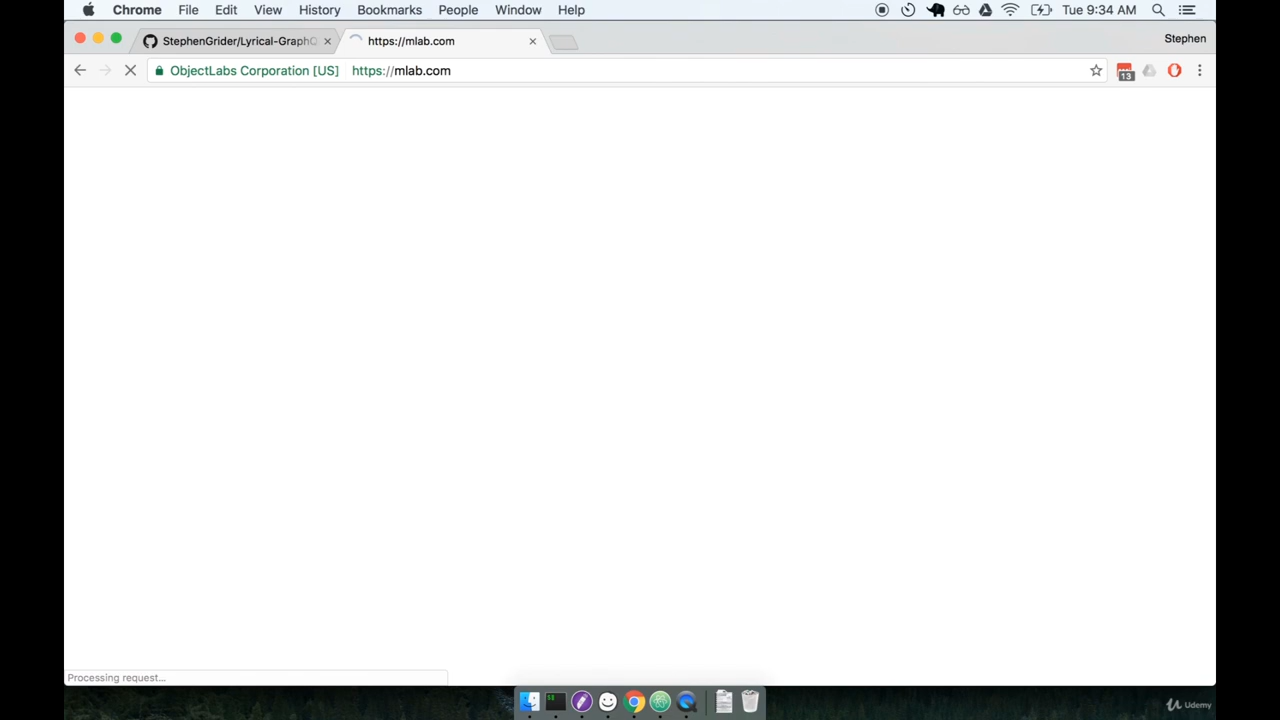 Chrome File Edit View History Bookmarks People Window Help Tue 9:34 AM
StephenGrider/Lyrical-GraphQ https://mlab.com Stephen
ObjectLabs Corporation [US] https://mlab.com 13
Processing request...
Udemy